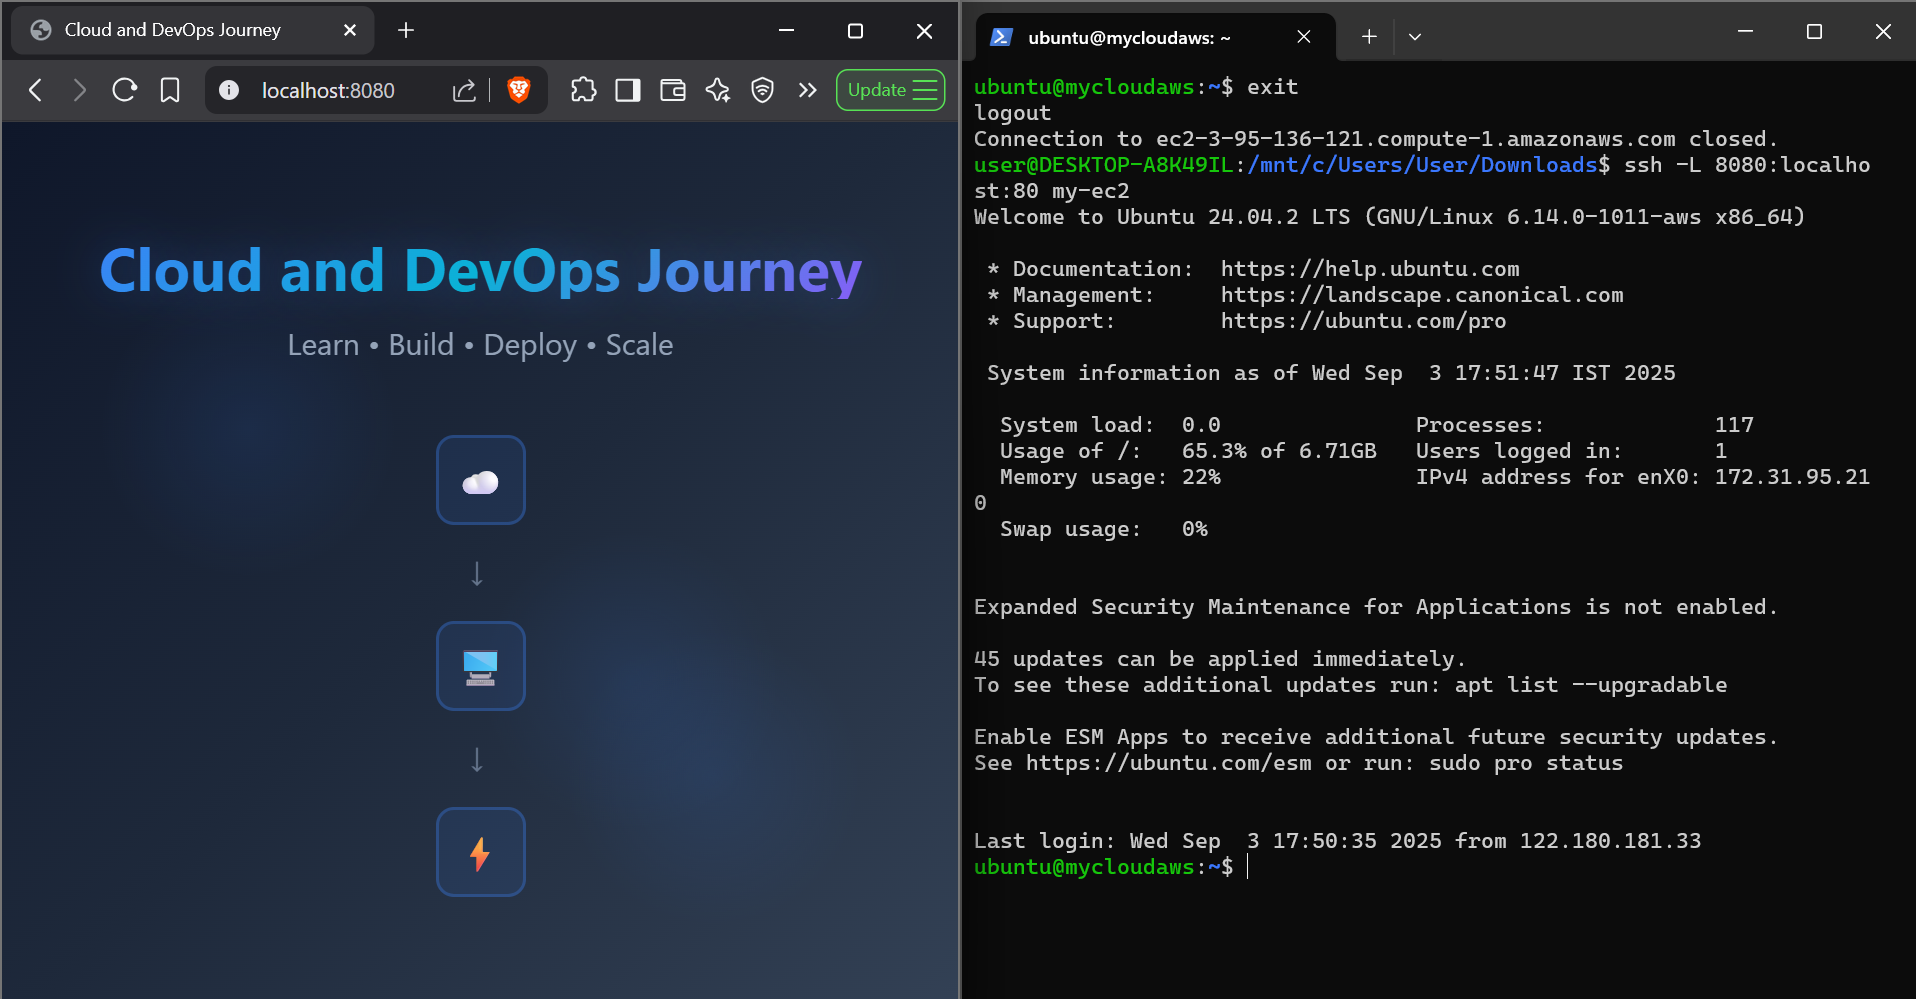 Cloud and DevOps Journey
localhost:8080
Update
Cloud and DevOps Journey
Learn • Build • Deploy • Scale
↓
↓
ubuntu@mycloudaws: ~
ubuntu@mycloudaws:~$ exit
logout
Connection to ec2-3-95-136-121.compute-1.amazonaws.com closed.
user@DESKTOP-A8K49IL:/mnt/c/Users/User/Downloads$ ssh -L 8080:localho
st:80 my-ec2
Welcome to Ubuntu 24.04.2 LTS (GNU/Linux 6.14.0-1011-aws x86_64)
* Documentation:  https://help.ubuntu.com
* Management:     https://landscape.canonical.com
* Support:        https://ubuntu.com/pro
System information as of Wed Sep  3 17:51:47 IST 2025
System load:  0.0               Processes:             117
Usage of /:   65.3% of 6.71GB   Users logged in:       1
Memory usage: 22%               IPv4 address for enX0: 172.31.95.21
0
Swap usage:   0%
Expanded Security Maintenance for Applications is not enabled.
45 updates can be applied immediately.
To see these additional updates run: apt list --upgradable
Enable ESM Apps to receive additional future security updates.
See https://ubuntu.com/esm or run: sudo pro status
Last login: Wed Sep  3 17:50:35 2025 from 122.180.181.33
ubuntu@mycloudaws:~$